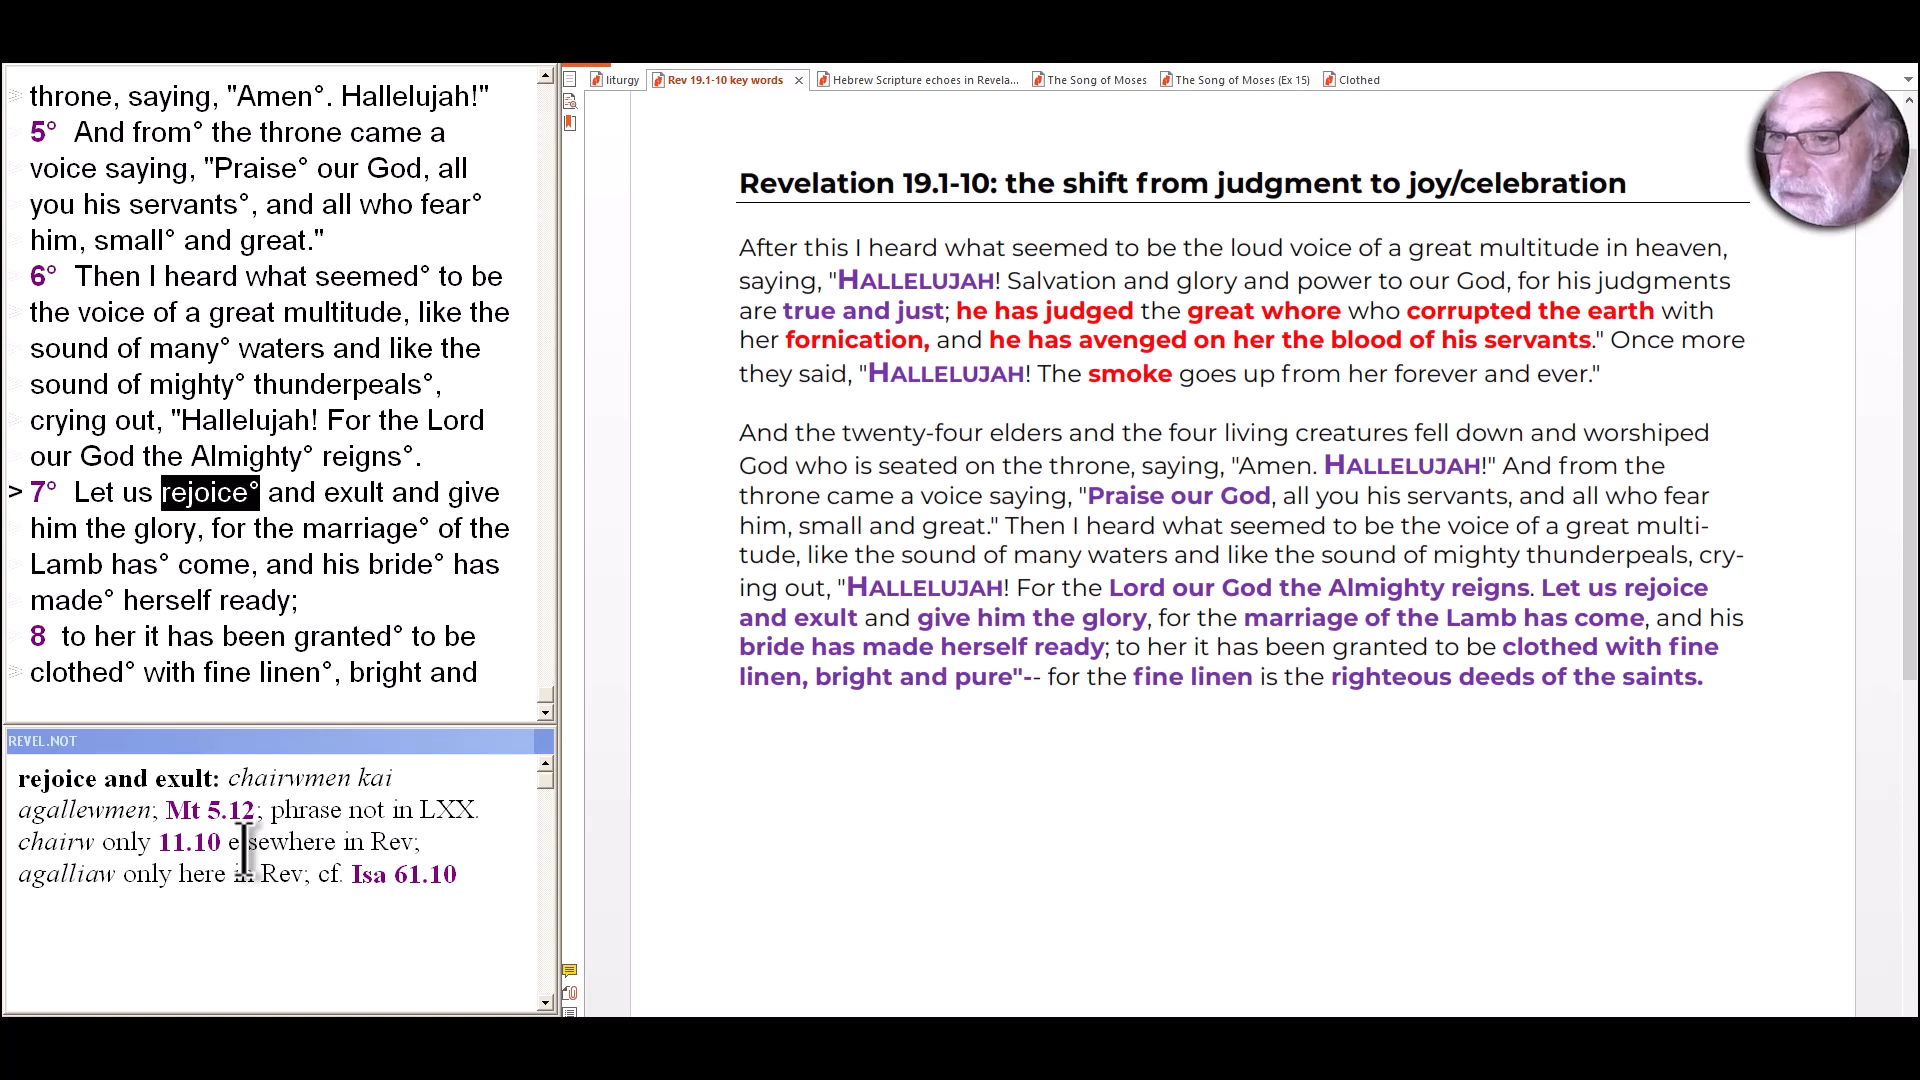 throne, saying, "Amen°. Hallelujah!"
5° And from° the throne came a
voice saying, "Praise° our God, all
you his servants°, and all who fear°
him, small° and great."
6° Then I heard what seemed° to be
the voice of a great multitude, like the
sound of many° waters and like the
sound of mighty° thunderpeals°,
crying out, "Hallelujah! For the Lord
our God the Almighty° reigns°.
> 7° Let us rejoice° and exult and give
him the glory, for the marriage° of the
Lamb has° come, and his bride° has
made° herself ready;
8 to her it has been granted° to be
clothed° with fine linen°, bright and
REVEL.NOT
rejoice and exult: chairwmen kai
agallewmen; Mt 5.12; phrase not in LXX.
chairw only 11.10 elsewhere in Rev;
agalliaw only here in Rev; cf. Isa 61.10
liturgy
Rev 19.1-10 key words
Hebrew Scripture echoes in Revela...
The Song of Moses
The Song of Moses (Ex 15)
Clothed
Revelation 19.1-10: the shift from judgment to joy/celebration
After this I heard what seemed to be the loud voice of a great multitude in heaven,
saying, "HALLELUJAH! Salvation and glory and power to our God, for his judgments
are true and just; he has judged the great whore who corrupted the earth with
her fornication, and he has avenged on her the blood of his servants." Once more
they said, "HALLELUJAH! The smoke goes up from her forever and ever."
And the twenty-four elders and the four living creatures fell down and worshiped
God who is seated on the throne, saying, "Amen. HALLELUJAH!" And from the
throne came a voice saying, "Praise our God, all you his servants, and all who fear
him, small and great." Then I heard what seemed to be the voice of a great multi-
tude, like the sound of many waters and like the sound of mighty thunderpeals, cry-
ing out, "HALLELUJAH! For the Lord our God the Almighty reigns. Let us rejoice
and exult and give him the glory, for the marriage of the Lamb has come, and his
bride has made herself ready; to her it has been granted to be clothed with fine
linen, bright and pure"-- for the fine linen is the righteous deeds of the saints.